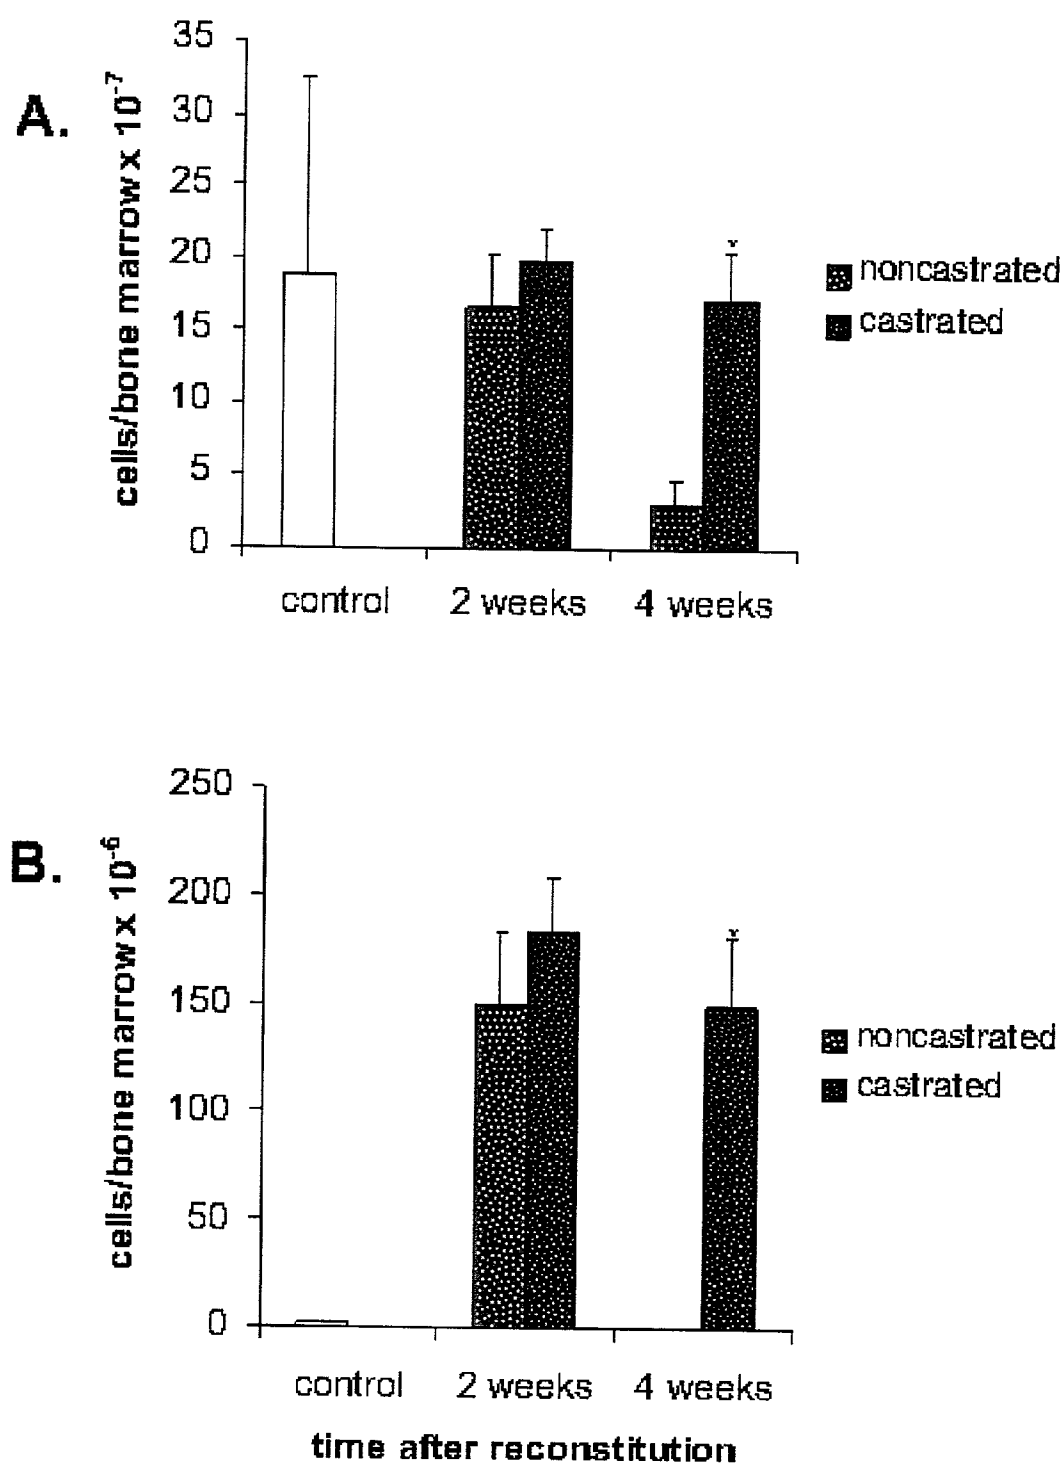 A.
cells/bone marrow x 10⁻⁷
35
30
25
20
15
10
5
0
control
2 weeks
4 weeks
*
noncastrated
castrated
B.
cells/bone marrow x 10⁻⁶
250
200
150
100
50
0
control
2 weeks
4 weeks
*
noncastrated
castrated
time after reconstitution